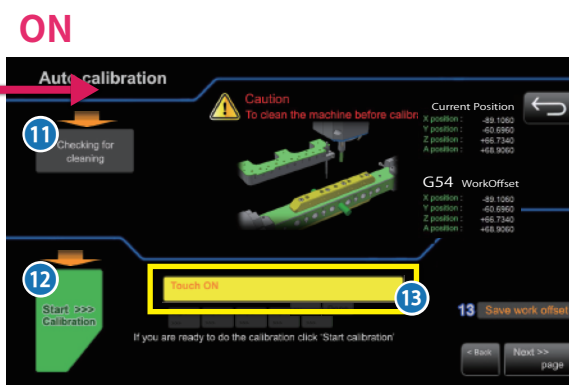 ON
Auto calibration
11
Checking for
cleaning
Caution
To clean the machine before calibr
Current Position
X position : -89.1060
Y position : -60.6960
Z position : +66.7340
A position : +68.9060
G54 WorkOffset
X position : -89.1060
Y position : -60.6960
Z position : +66.7340
A position : +68.9060
12
Start >>>
Calibration
Touch ON
13
If you are ready to do the calibration click 'Start calibration'
13 Save work offset
< Back
Next >>
page